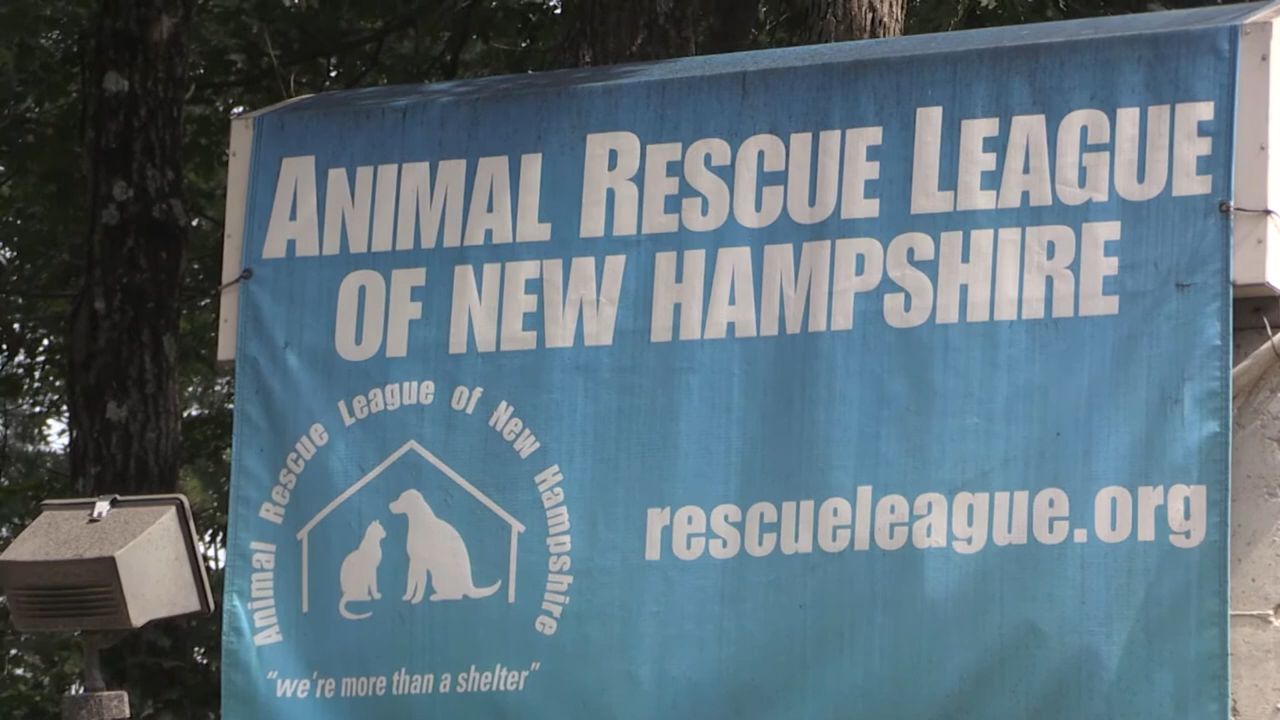 ANIMAL RESCUE LEAGUE
OF NEW HAMPSHIRE
Animal Rescue League of New Hampshire
rescueleague.org
"we're more than a shelter"